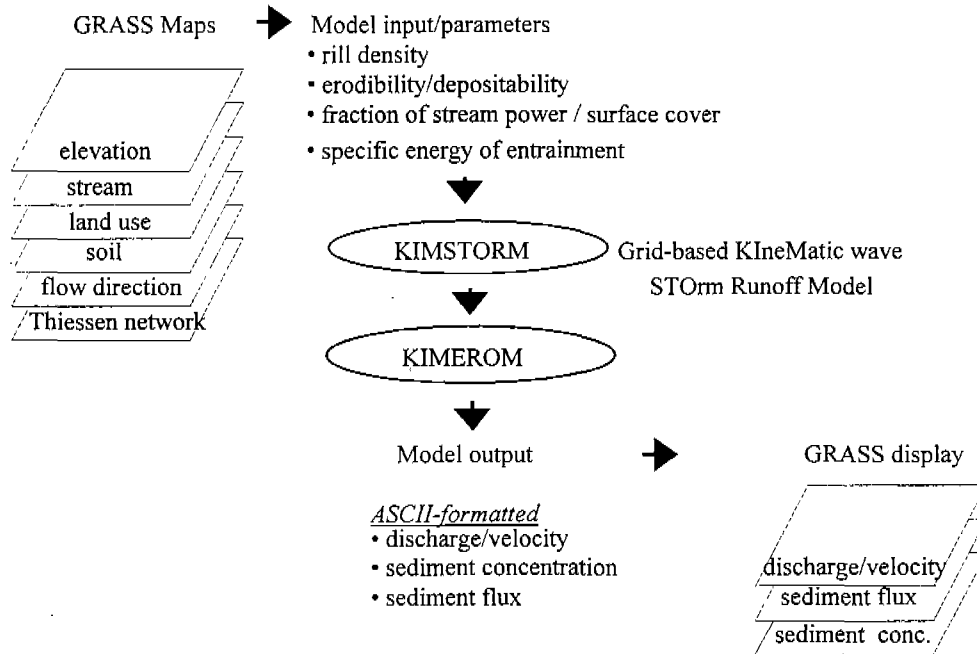 GRASS Maps
Model input/parameters
• rill density
• erodibility/depositability
• fraction of stream power / surface cover
• specific energy of entrainment
elevation
stream
land use
soil
flow direction
Thiessen network
KIMSTORM
Grid-based KIneMatic wave
STOrm Runoff Model
KIMEROM
Model output
GRASS display
ASCII-formatted
• discharge/velocity
• sediment concentration
• sediment flux
discharge/velocity
sediment flux
sediment conc.